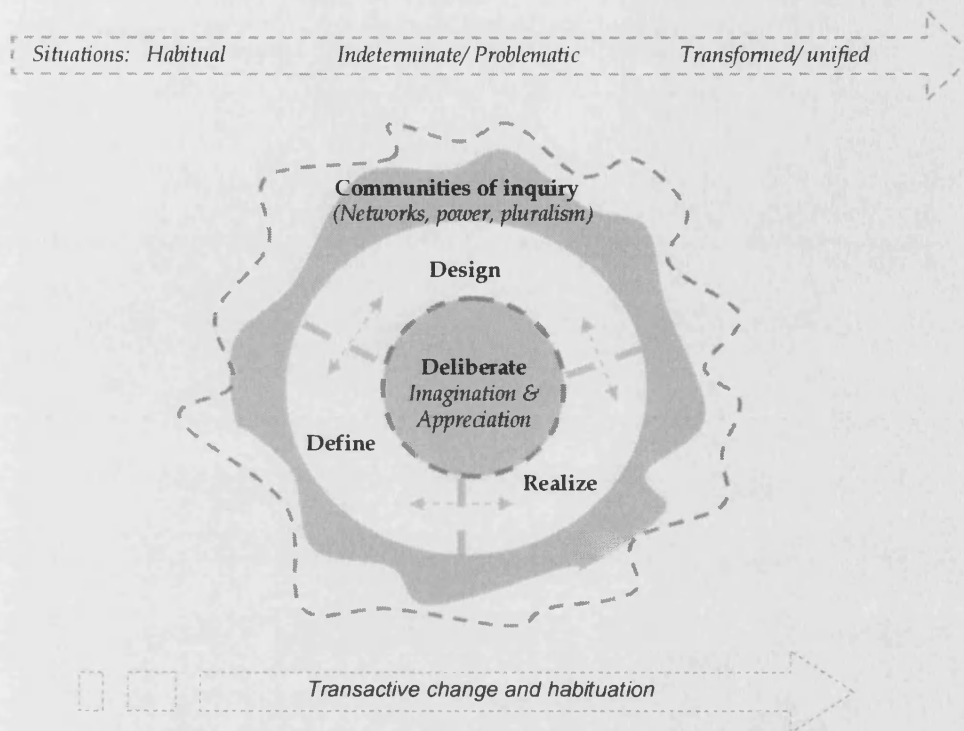 Situations: Habitual Indeterminate/ Problematic Transformed/ unified
Communities of inquiry
(Networks, power, pluralism)
Design
Deliberate
Imagination &
Appreciation
Define
Realize
Transactive change and habituation